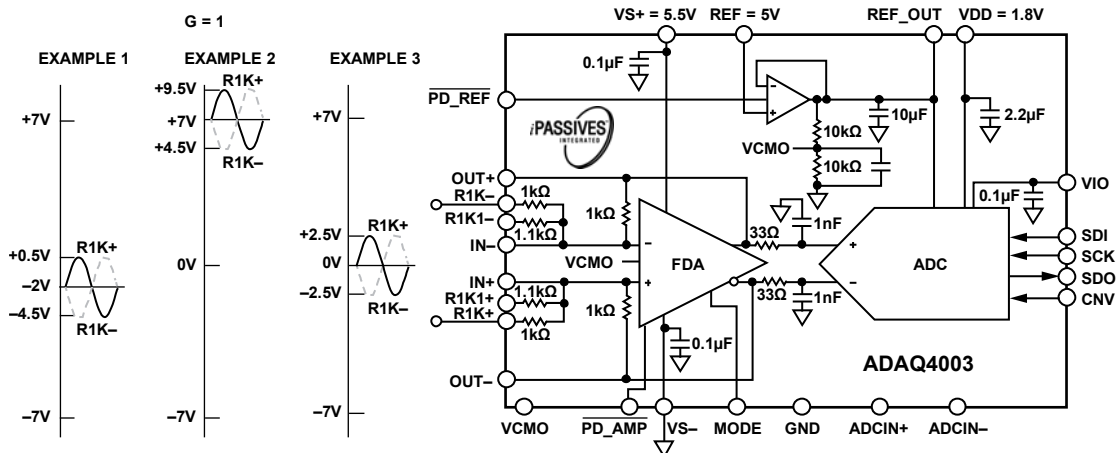 G = 1
EXAMPLE 1
+7V
+0.5V
R1K+
–2V
–4.5V
R1K–
–7V
EXAMPLE 2
+9.5V
R1K+
+7V
+4.5V
R1K–
0V
–7V
EXAMPLE 3
+7V
+2.5V
R1K+
0V
–2.5V
R1K–
–7V
VS+ = 5.5V
REF = 5V
REF_OUT
VDD = 1.8V
0.1µF
PD_REF
iPASSIVES
INTEGRATED
10kΩ
10µF
2.2µF
VCMO
10kΩ
OUT+
1kΩ
R1K–
R1K1–
1.1kΩ
IN–
1kΩ
VCMO
FDA
33Ω
1nF
0.1µF
VIO
ADC
SDI
SCK
SDO
CNV
IN+
1.1kΩ
R1K1+
R1K+
1kΩ
1kΩ
33Ω
1nF
0.1µF
OUT–
ADAQ4003
VCMO
PD_AMP
VS–
MODE
GND
ADCIN+
ADCIN–
+
–
–
+
+
–